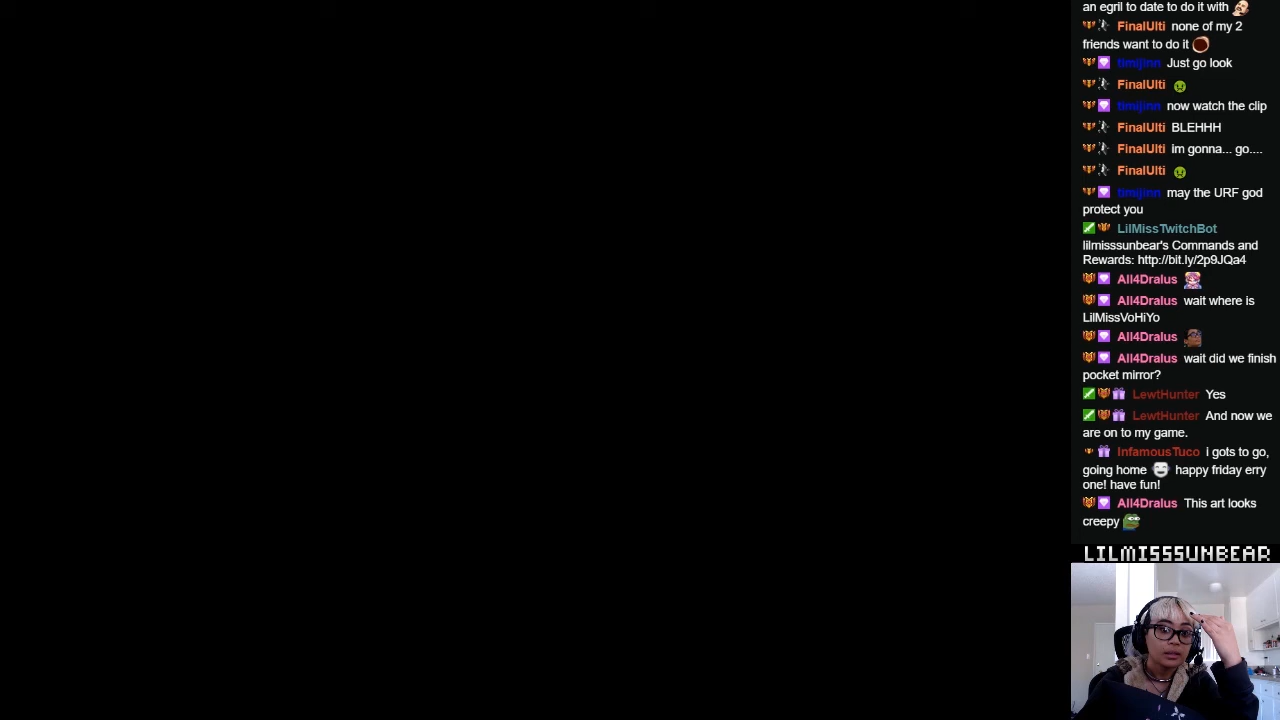 an egril to date to do it with
FinalUlti none of my 2
friends want to do it
timijinn Just go look
FinalUlti
timijinn now watch the clip
FinalUlti BLEHHH
FinalUlti im gonna... go....
FinalUlti
timijinn may the URF god
protect you
LilMissTwitchBot
lilmisssunbear's Commands and
Rewards: http://bit.ly/2p9JQa4
All4Dralus
All4Dralus wait where is
LilMissVoHiYo
All4Dralus
All4Dralus wait did we finish
pocket mirror?
LewtHunter Yes
LewtHunter And now we
are on to my game.
InfamousTuco i gots to go,
going home happy friday erry
one! have fun!
All4Dralus This art looks
creepy
LILMISSSUNBEAR